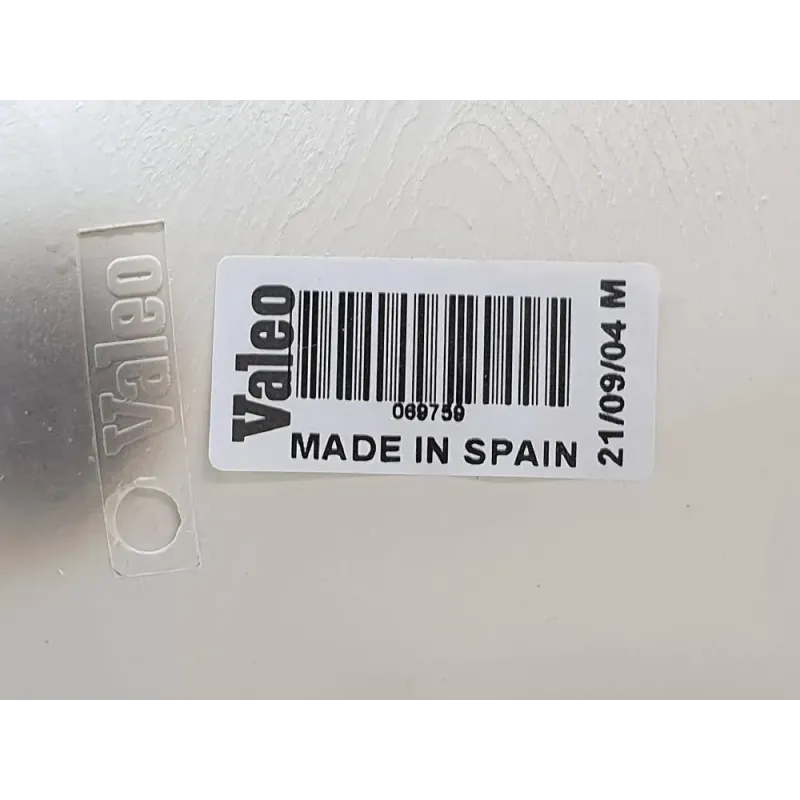 Valeo
Valeo
069759
MADE IN SPAIN
21/09/04 M